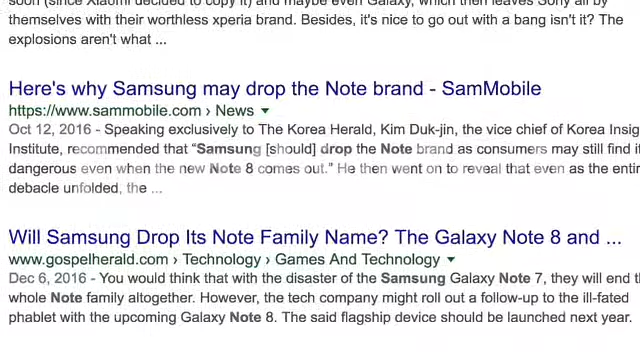 soon (since Xiaomi decided to copy it) and maybe even Galaxy, which then leaves Sony all by
themselves with their worthless xperia brand. Besides, it's nice to go out with a bang isn't it? The
explosions aren't what ...
Here's why Samsung may drop the Note brand - SamMobile
https://www.sammobile.com › News
Oct 12, 2016 - Speaking exclusively to The Korea Herald, Kim Duk-jin, the vice chief of Korea Insig
Institute, recommended that “Samsung [should] drop the Note brand as consumers may still find it
dangerous even when the new Note 8 comes out.” He then went on to reveal that even as the entir
debacle unfolded, the ...
Will Samsung Drop Its Note Family Name? The Galaxy Note 8 and ...
www.gospelherald.com › Technology › Games And Technology
Dec 6, 2016 - You would think that with the disaster of the Samsung Galaxy Note 7, they will end t
whole Note family altogether. However, the tech company might roll out a follow-up to the ill-fated
phablet with the upcoming Galaxy Note 8. The said flagship device should be launched next year.